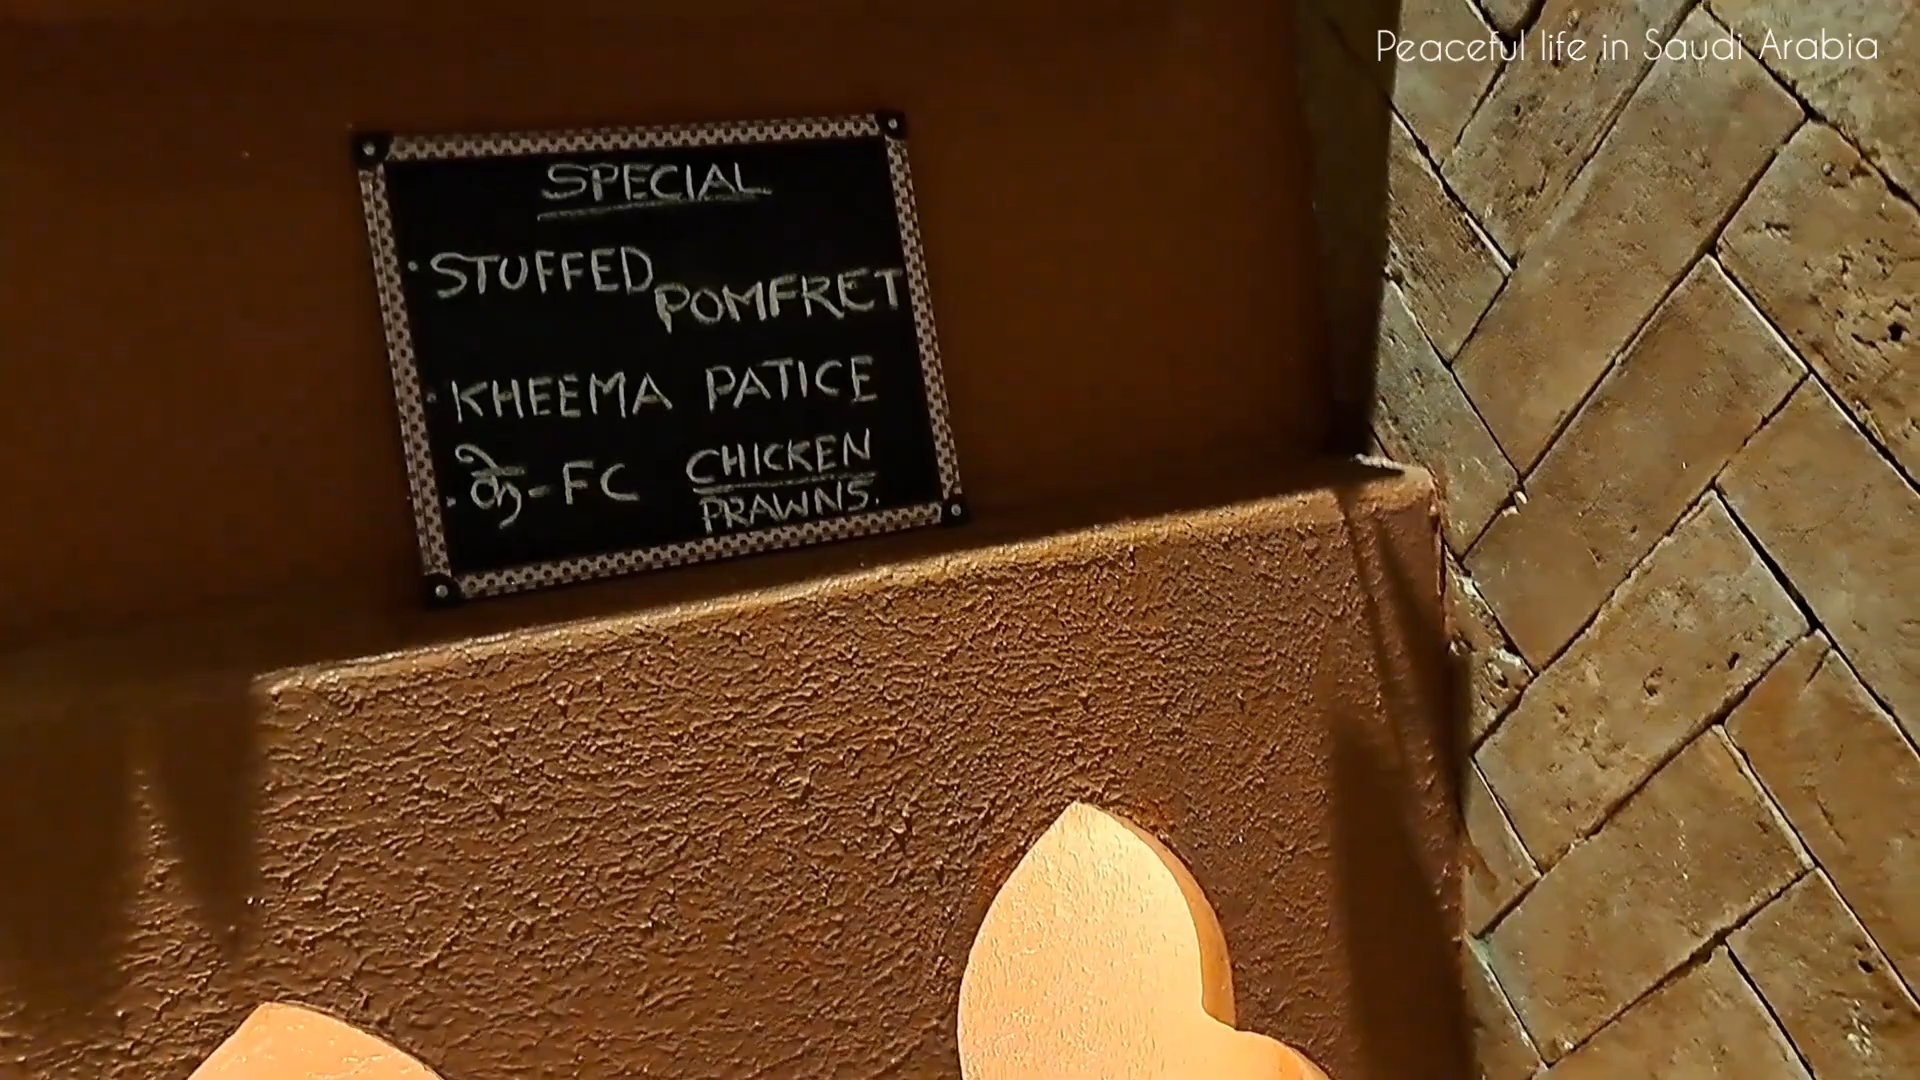 Peaceful life in Saudi Arabia
SPECIAL
• STUFFED POMFRET
• KHEEMA PATICE
• के-FC CHICKEN
PRAWNS.